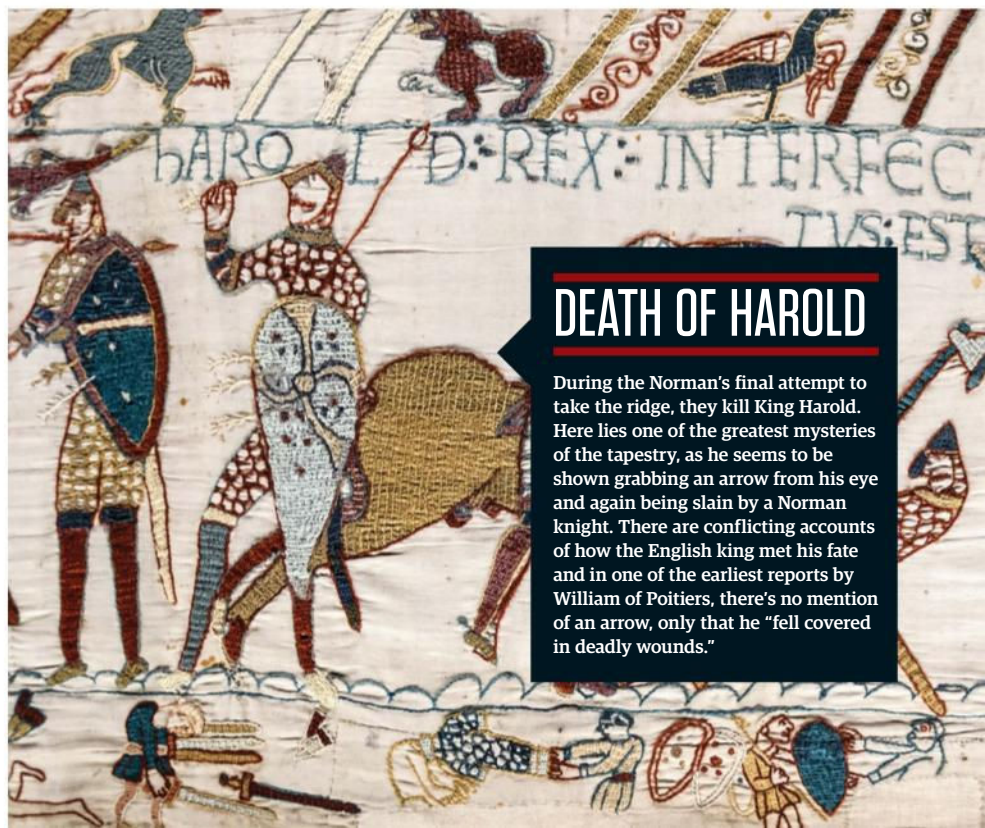 hARO L D:REX: INTERFEC
TVS:EST
DEATH OF HAROLD
During the Norman's final attempt to
take the ridge, they kill King Harold.
Here lies one of the greatest mysteries
of the tapestry, as he seems to be
shown grabbing an arrow from his eye
and again being slain by a Norman
knight. There are conflicting accounts
of how the English king met his fate
and in one of the earliest reports by
William of Poitiers, there's no mention
of an arrow, only that he “fell covered
in deadly wounds.”